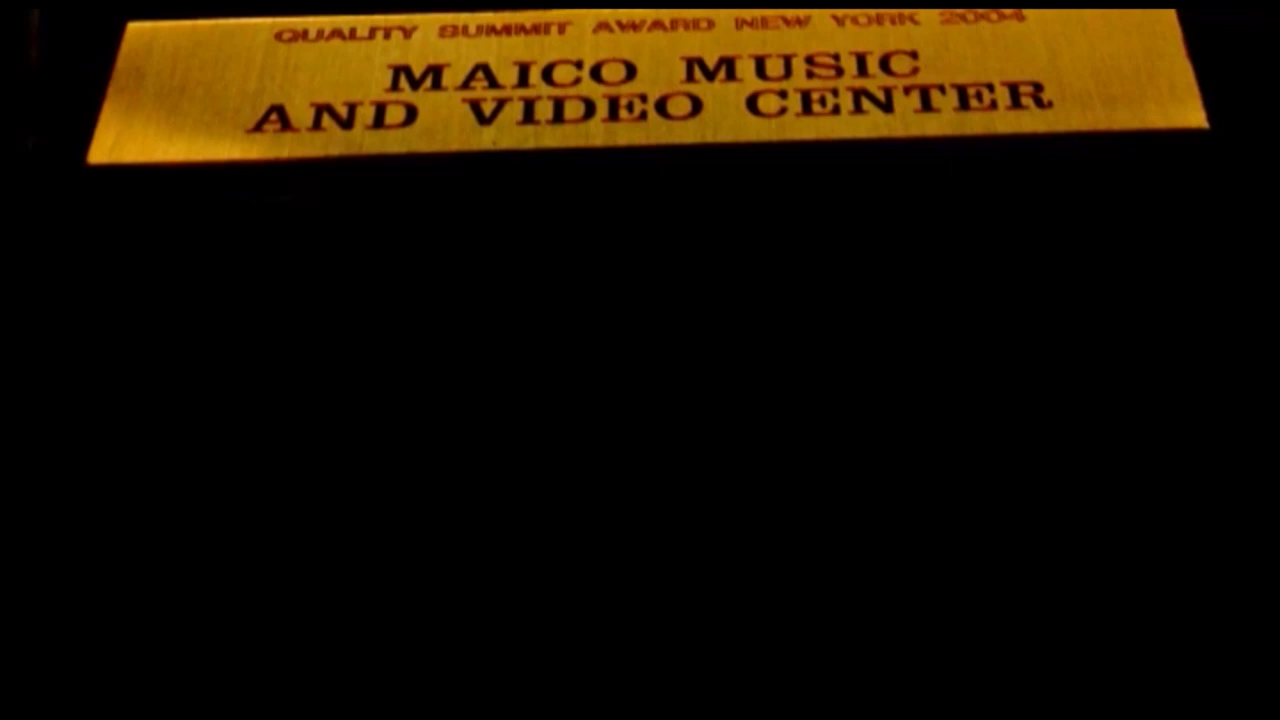 QUALITY SUMMIT AWARD NEW YORK 2004
MAICO MUSIC
AND VIDEO CENTER